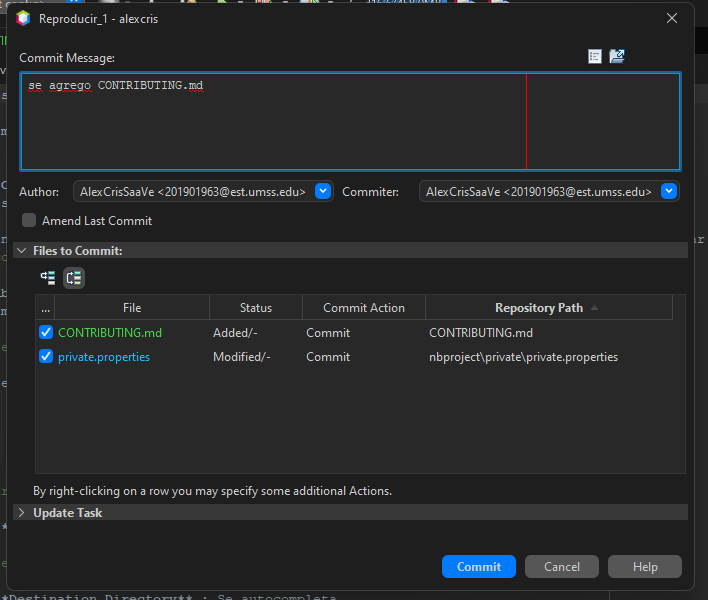 Reproducir_1 - alexcris
Commit Message:
se agrego CONTRIBUTING.md
Author: AlexCrisSaaVe <201901963@est.umss.edu> Commiter: AlexCrisSaaVe <201901963@est.umss.edu>
Amend Last Commit
Files to Commit:
... File Status Commit Action Repository Path
CONTRIBUTING.md Added/- Commit CONTRIBUTING.md
private.properties Modified/- Commit nbproject\private\private.properties
By right-clicking on a row you may specify some additional Actions.
Update Task
Commit Cancel Help
*Destination Directory** : Se autocompleta